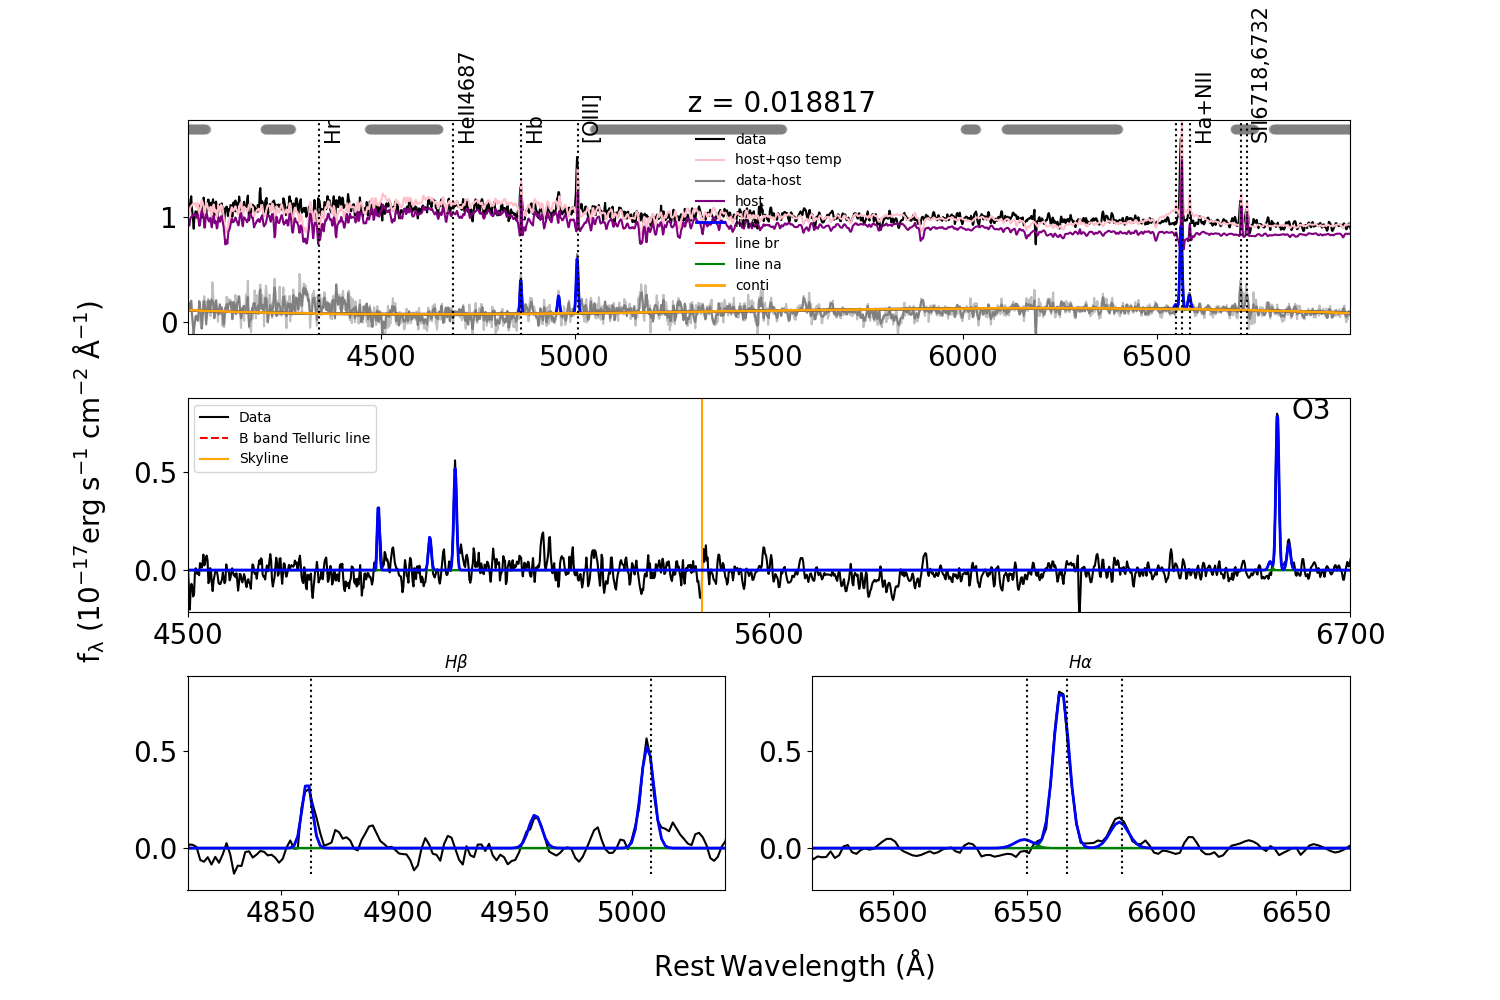 z = 0.018817
Hr
HeII4687
Hb
[OIII]
Ha+NII
SII6718,6732
data
host+qso temp
data-host
host
line br
line na
conti
1
0
4500
5000
5500
6000
6500
Data
B band Telluric line
Skyline
O3
0.5
0.0
4500
5600
6700
fλ (10⁻¹⁷erg s⁻¹ cm⁻² Å⁻¹)
Hβ
0.5
0.0
4850
4900
4950
5000
Hα
0.5
0.0
6500
6550
6600
6650
Rest Wavelength (Å)